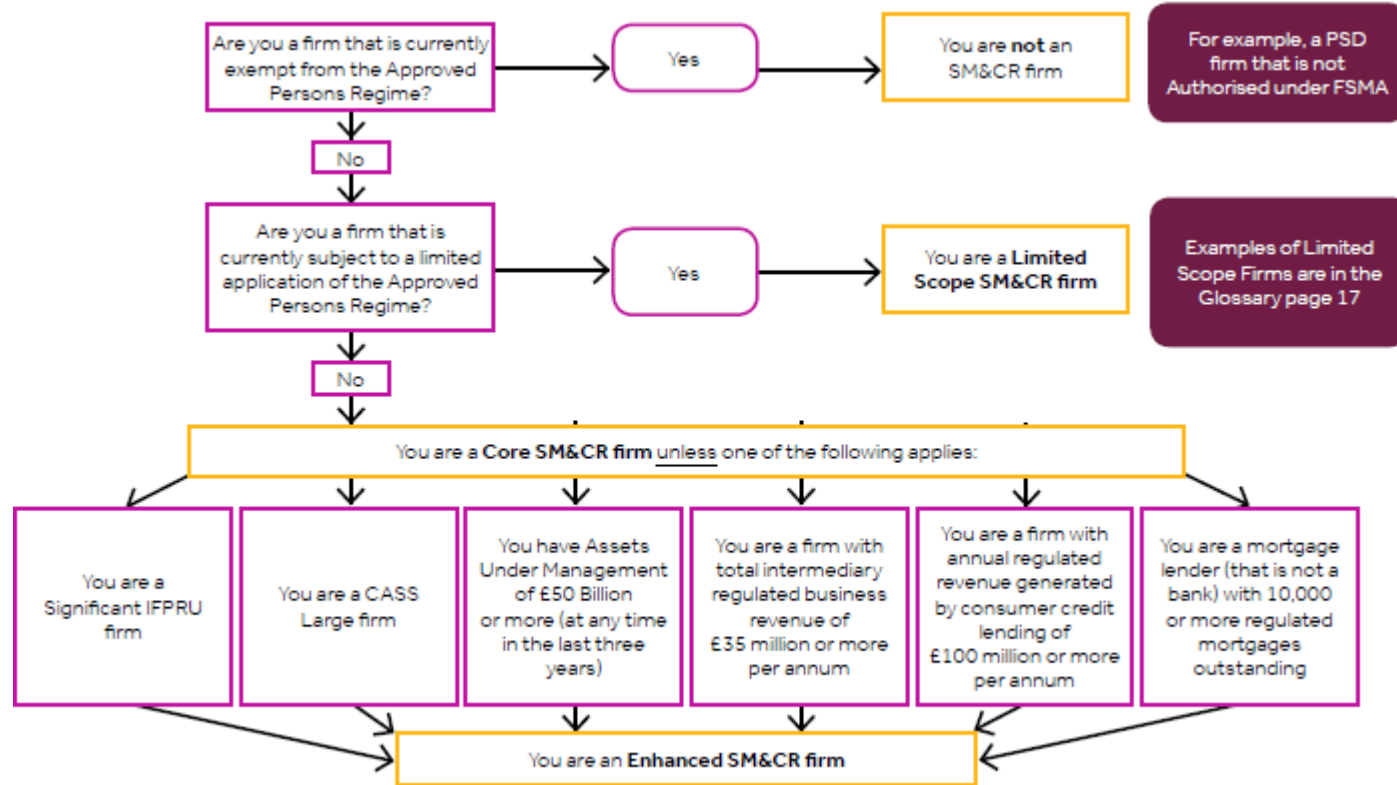 Are you a firm that is currently
exempt from the Approved
Persons Regime?
Yes
You are not an
SM&CR firm
For example, a PSD
firm that is not
Authorised under FSMA
No
Are you a firm that is
currently subject to a limited
application of the Approved
Persons Regime?
Yes
You are a Limited
Scope SM&CR firm
Examples of Limited
Scope Firms are in the
Glossary page 17
No
You are a Core SM&CR firm unless one of the following applies:
You are a
Significant IFPRU
firm
You are a CASS
Large firm
You have Assets
Under Management
of £50 Billion
or more (at any time
in the last three
years)
You are a firm with
total intermediary
regulated business
revenue of
£35 million or more
per annum
You are a firm with
annual regulated
revenue generated
by consumer credit
lending of
£100 million or more
per annum
You are a mortgage
lender (that is not a
bank) with 10,000
or more regulated
mortgages
outstanding
You are an Enhanced SM&CR firm